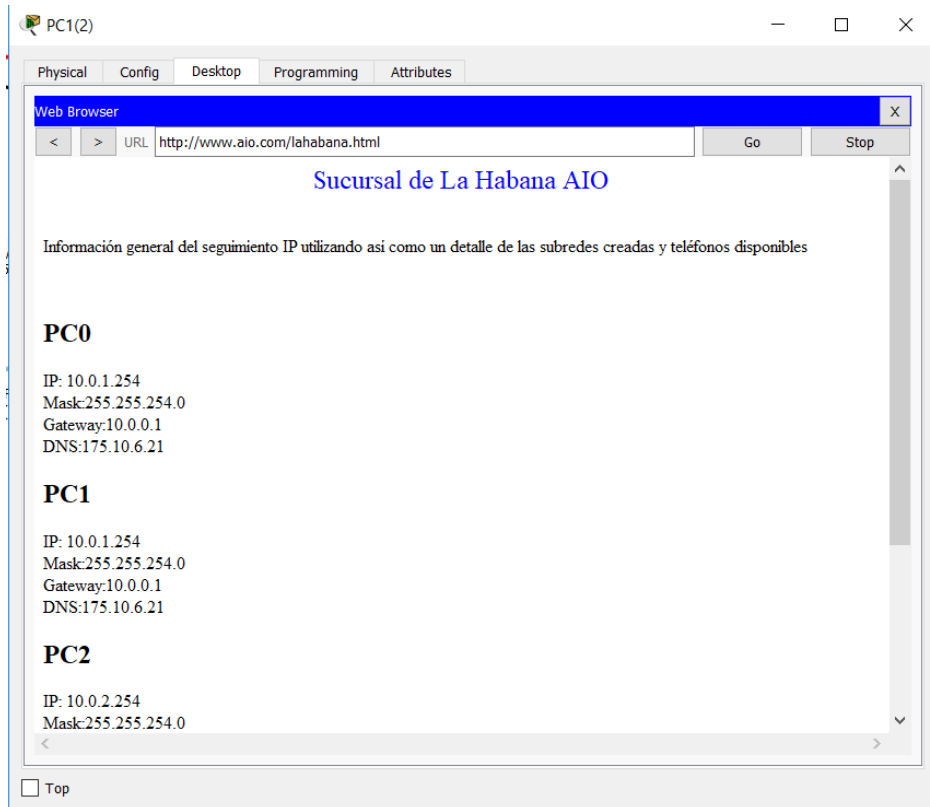 PC1(2)
Physical Config Desktop Programming Attributes
Web Browser X
< > URL http://www.aio.com/lahabana.html Go Stop
Sucursal de La Habana AIO
Información general del seguimiento IP utilizando asi como un detalle de las subredes creadas y teléfonos disponibles
PC0
IP: 10.0.1.254
Mask:255.255.254.0
Gateway:10.0.0.1
DNS:175.10.6.21
PC1
IP: 10.0.1.254
Mask:255.255.254.0
Gateway:10.0.0.1
DNS:175.10.6.21
PC2
IP: 10.0.2.254
Mask:255.255.254.0
Top